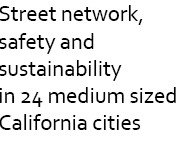 Street network,
safety and
sustainability
in 24 medium sized
California cities